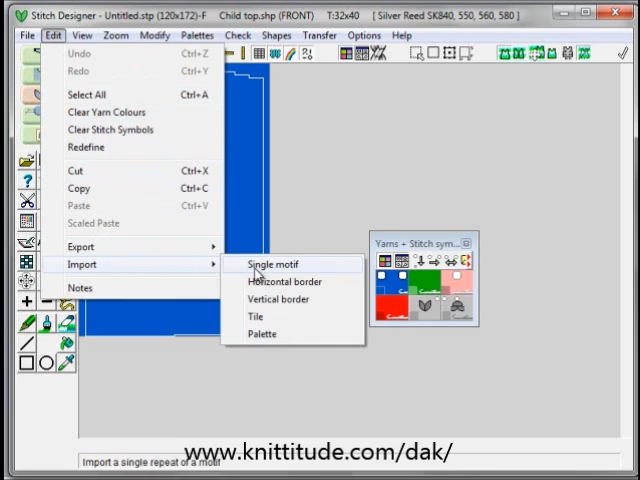 Stitch Designer - Untitled.stp (120x172)-F Child top.shp (FRONT) T:32x40 [ Silver Reed SK840, 550, 560, 580 ]
File Edit View Zoom Modify Palettes Check Shapes Transfer Options Help
Undo Ctrl+Z
Redo Ctrl+Y
Select All Ctrl+A
Clear Yarn Colours
Clear Stitch Symbols
Redefine
Cut Ctrl+X
Copy Ctrl+C
Paste Ctrl+V
Scaled Paste
Export
Import
Notes
Single motif
Horizontal border
Vertical border
Tile
Palette
Yarns + Stitch sym...
www.knittitude.com/dak/
Import a single repeat of a motif